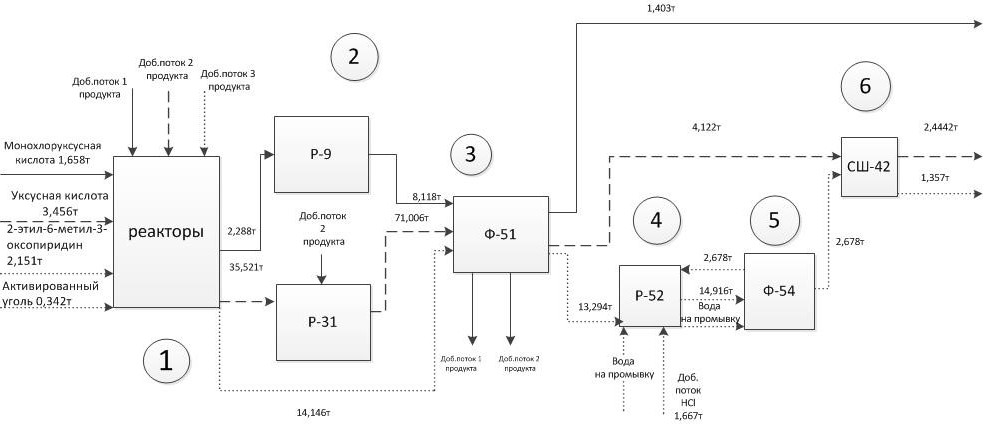 1,403т
2
6
Доб.поток 2
продукта
Доб.поток 1
продукта
Доб.поток 3
продукта
4,122т
2,4442т
3
Монохлоруксусная
кислота 1,658т
Р-9
СШ-42
1,357т
Уксусная кислота
3,456т
8,118т
2-этил-6-метил-3-
оксопиридин
2,151т
реакторы
2,288т
Доб.поток
2
продукта
71,006т
Ф-51
4
5
2,678т
35,521т
2,678т
Активированный
уголь 0,342т
Р-31
13,294т
Р-52
14,916т
Вода
на промывку
Ф-54
1
Доб.поток 1
продукта
Доб.поток 2
продукта
Вода
на промывку
Доб.
поток
HCl
1,667т
14,146т